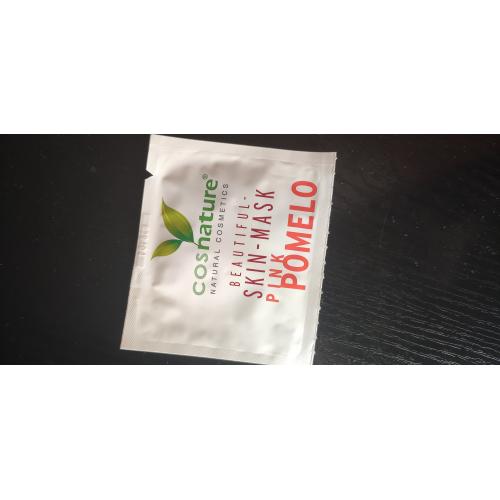 cosnature®
NATURAL COSMETICS
BEAUTIFUL-
SKIN-MASK
PINK
POMELO